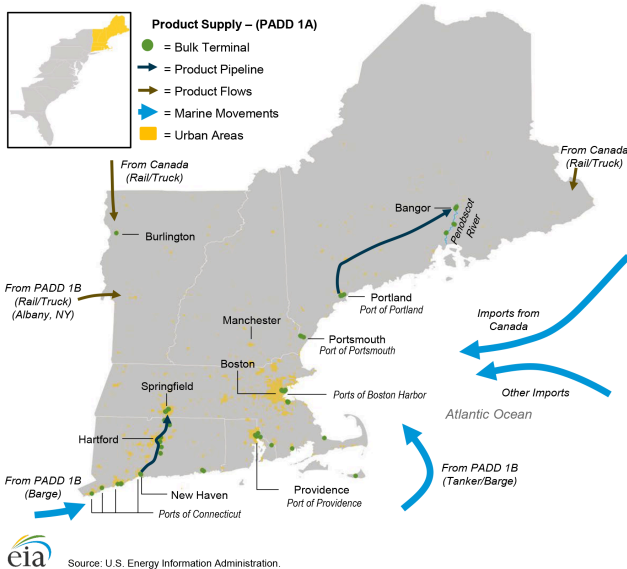 Product Supply – (PADD 1A)
= Bulk Terminal
= Product Pipeline
= Product Flows
= Marine Movements
= Urban Areas
From Canada
(Rail/Truck)
From Canada
(Rail/Truck)
Bangor
Penobscot
River
Burlington
From PADD 1B
(Rail/Truck)
(Albany, NY)
Portland
Port of Portland
Manchester
Portsmouth
Port of Portsmouth
Imports from
Canada
Boston
Springfield
Ports of Boston Harbor
Other Imports
Atlantic Ocean
Hartford
From PADD 1B
(Barge)
From PADD 1B
(Tanker/Barge)
New Haven
Providence
Port of Providence
Ports of Connecticut
eia
Source: U.S. Energy Information Administration.